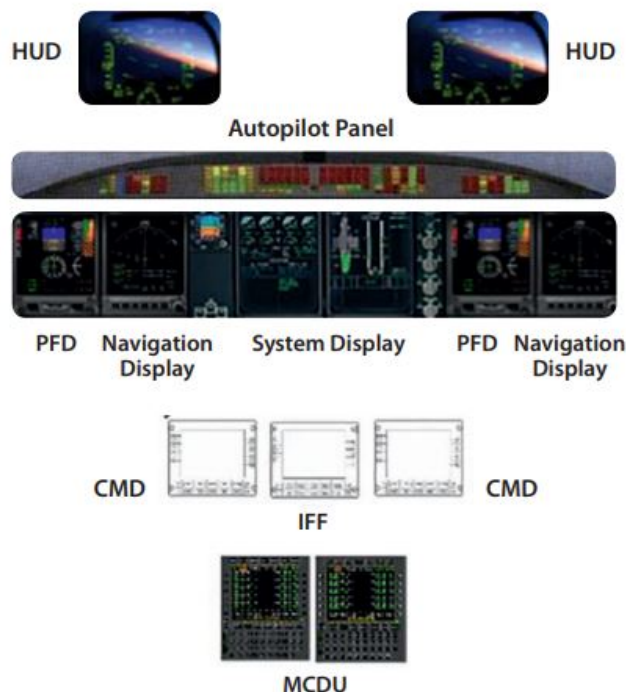 HUD
HUD
Autopilot Panel
PFD
Navigation
Display
System Display
PFD
Navigation
Display
CMD
CMD
IFF
MCDU